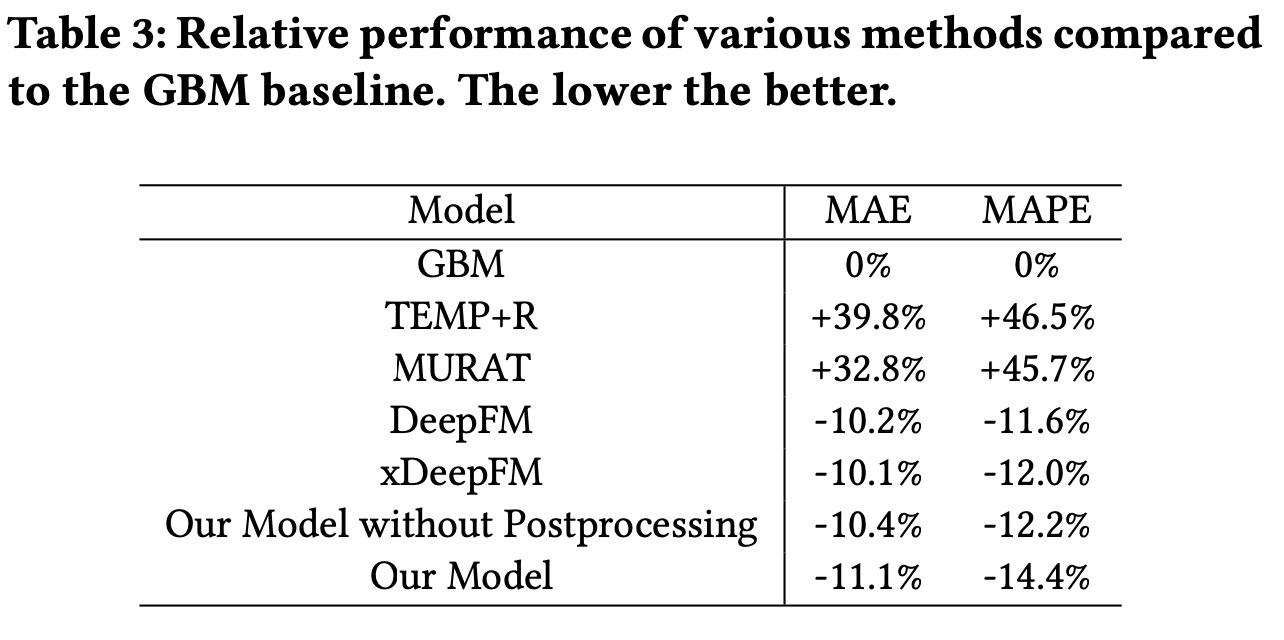 Table 3: Relative performance of various methods compared
to the GBM baseline. The lower the better.
Model MAE MAPE
GBM 0% 0%
TEMP+R +39.8% +46.5%
MURAT +32.8% +45.7%
DeepFM -10.2% -11.6%
xDeepFM -10.1% -12.0%
Our Model without Postprocessing -10.4% -12.2%
Our Model -11.1% -14.4%